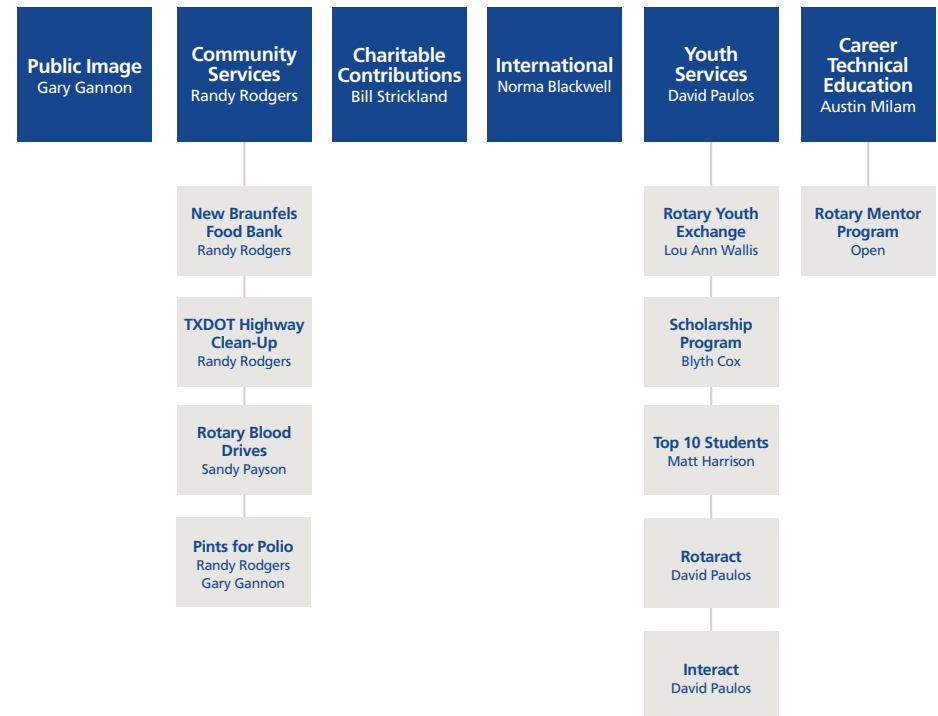 Public Image
Gary Gannon
Community
Services
Randy Rodgers
Charitable
Contributions
Bill Strickland
International
Norma Blackwell
Youth
Services
David Paulos
Career
Technical
Education
Austin Milam
New Braunfels
Food Bank
Randy Rodgers
TXDOT Highway
Clean-Up
Randy Rodgers
Rotary Blood
Drives
Sandy Payson
Pints for Polio
Randy Rodgers
Gary Gannon
Rotary Youth
Exchange
Lou Ann Wallis
Scholarship
Program
Blyth Cox
Top 10 Students
Matt Harrison
Rotaract
David Paulos
Interact
David Paulos
Rotary Mentor
Program
Open